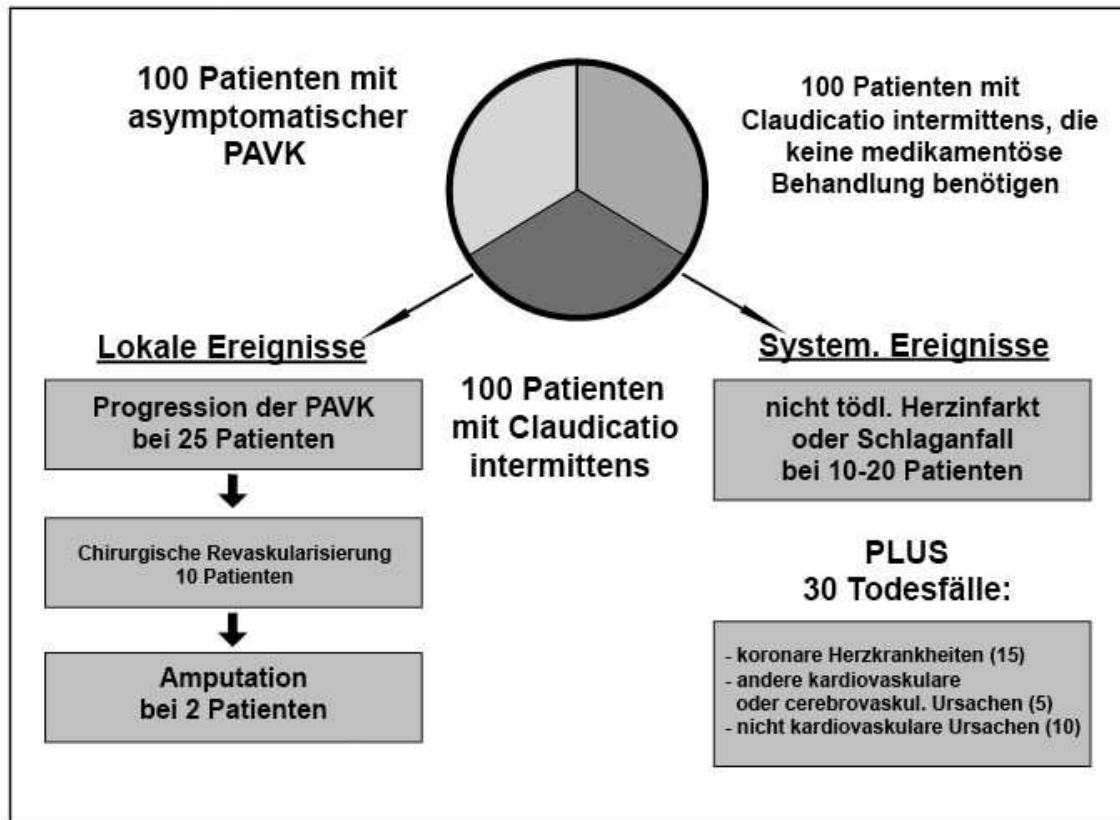 100 Patienten mit
asymptomatischer
PAVK
100 Patienten mit
Claudicatio intermittens, die
keine medikamentöse
Behandlung benötigen
Lokale Ereignisse
Progression der PAVK
bei 25 Patienten
Chirurgische Revaskularisierung
10 Patienten
Amputation
bei 2 Patienten
100 Patienten
mit Claudicatio
intermittens
System. Ereignisse
nicht tödl. Herzinfarkt
oder Schlaganfall
bei 10-20 Patienten
PLUS
30 Todesfälle:
- koronare Herzkrankheiten (15)
- andere kardiovaskulare
oder cerebrovaskul. Ursachen (5)
- nicht kardiovaskulare Ursachen (10)